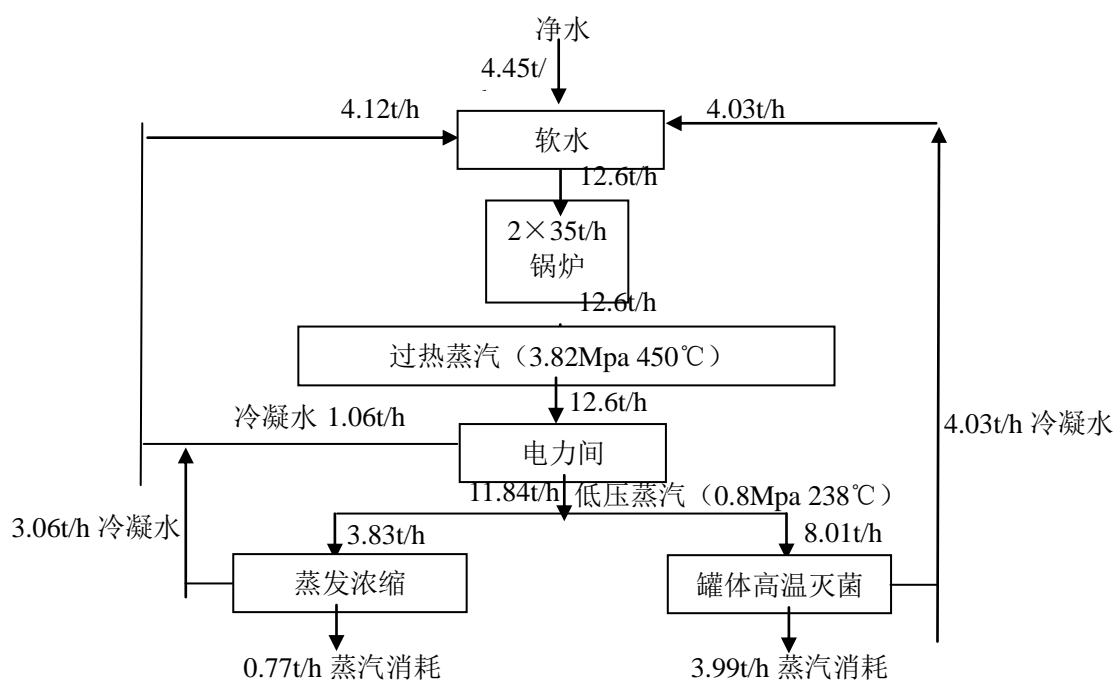 净水
4.45t/
4.12t/h
4.03t/h
软水
12.6t/h
2×35t/h
锅炉
12.6t/h
过热蒸汽（3.82Mpa 450℃）
12.6t/h
冷凝水 1.06t/h
4.03t/h 冷凝水
电力间
11.84t/h
低压蒸汽（0.8Mpa 238℃）
3.06t/h 冷凝水
3.83t/h
8.01t/h
蒸发浓缩
罐体高温灭菌
0.77t/h 蒸汽消耗
3.99t/h 蒸汽消耗